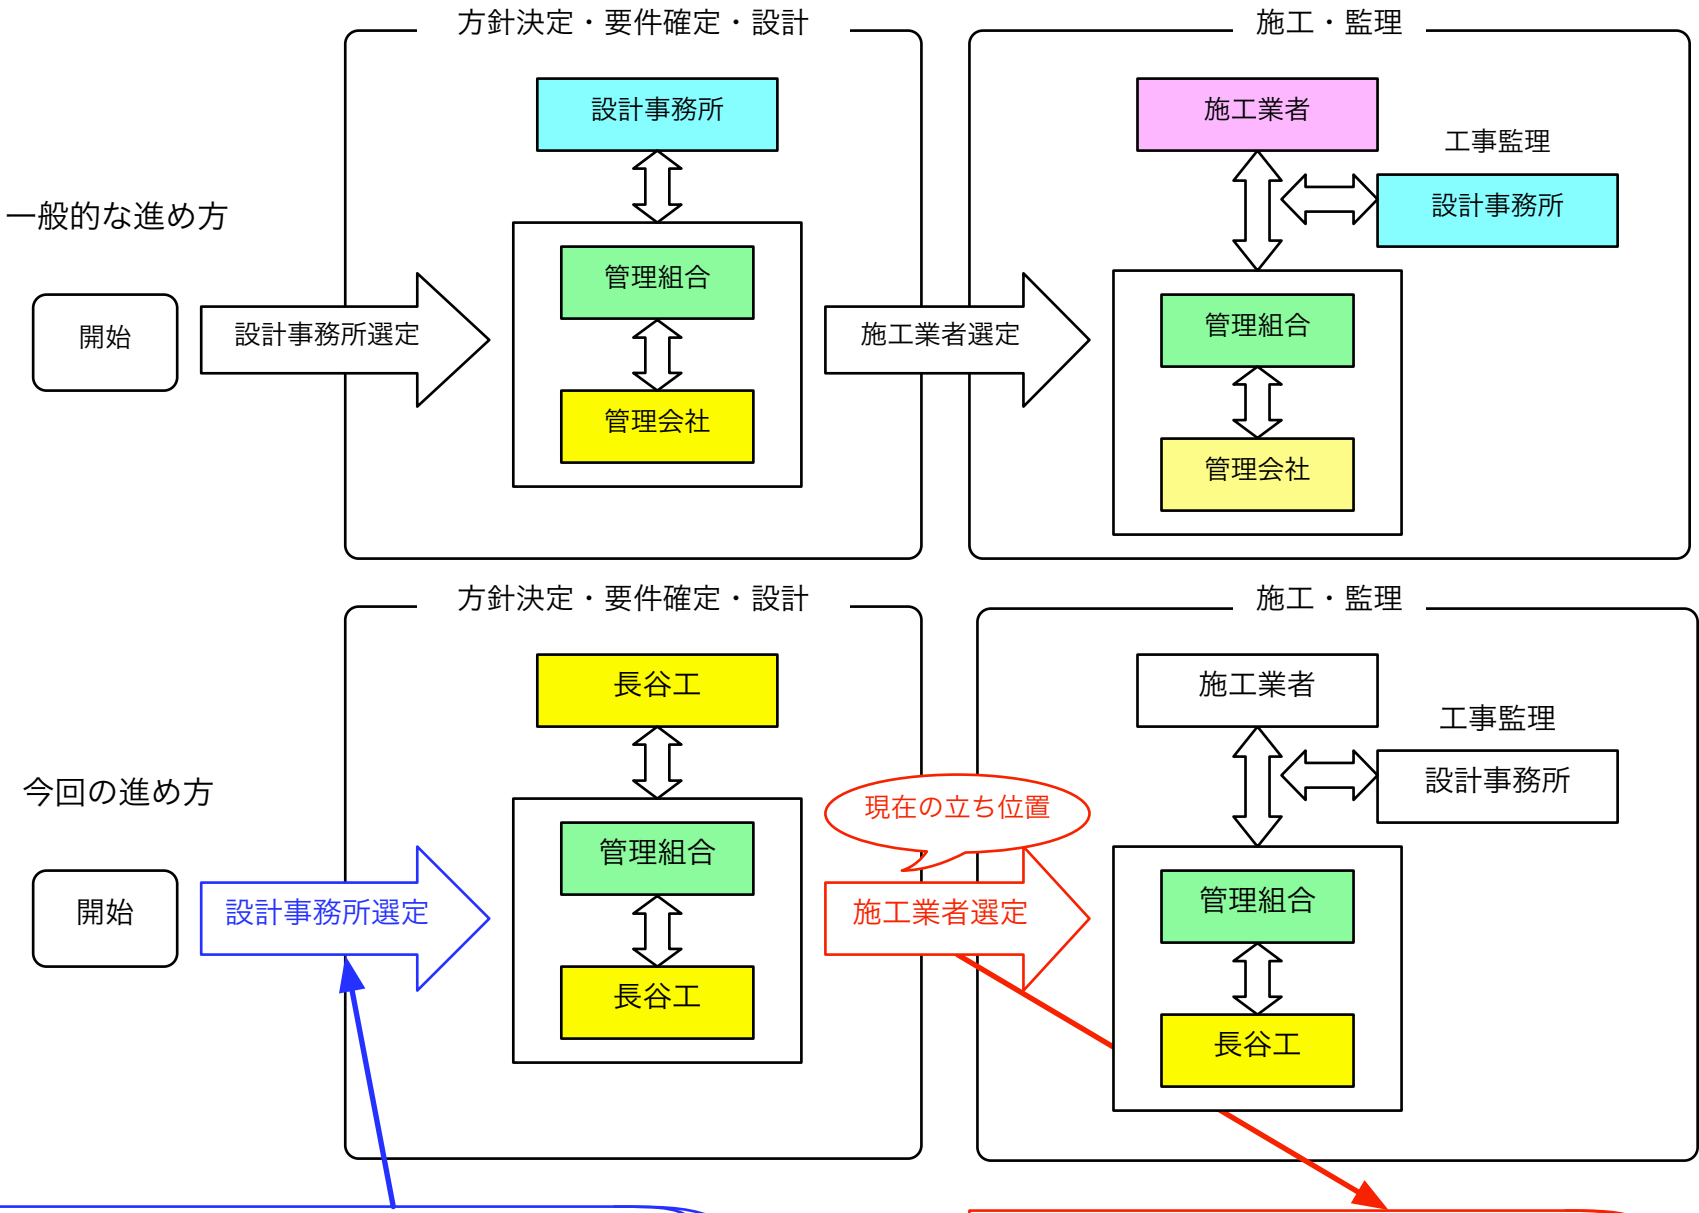 方針決定・要件確定・設計
施工・監理
設計事務所
施工業者
工事監理
設計事務所
一般的な進め方
管理組合
管理組合
開始
設計事務所選定
施工業者選定
管理会社
管理会社
方針決定・要件確定・設計
施工・監理
長谷工
施工業者
工事監理
設計事務所
今回の進め方
現在の立ち位置
管理組合
管理組合
開始
設計事務所選定
施工業者選定
長谷工
長谷工